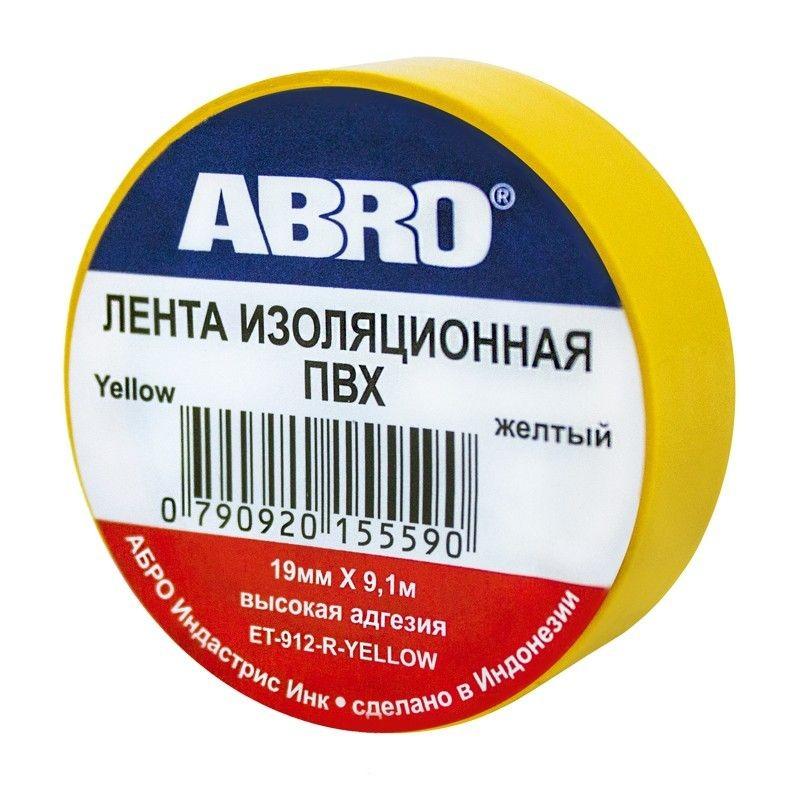 ABRO®
ЛЕНТА ИЗОЛЯЦИОННАЯ
ПВХ
Yellow
желтый
0 790920 155590
19мм X 9,1м
высокая адгезия
ET-912-R-YELLOW
АБРО Индастрис Инк • сделано в Индонезии